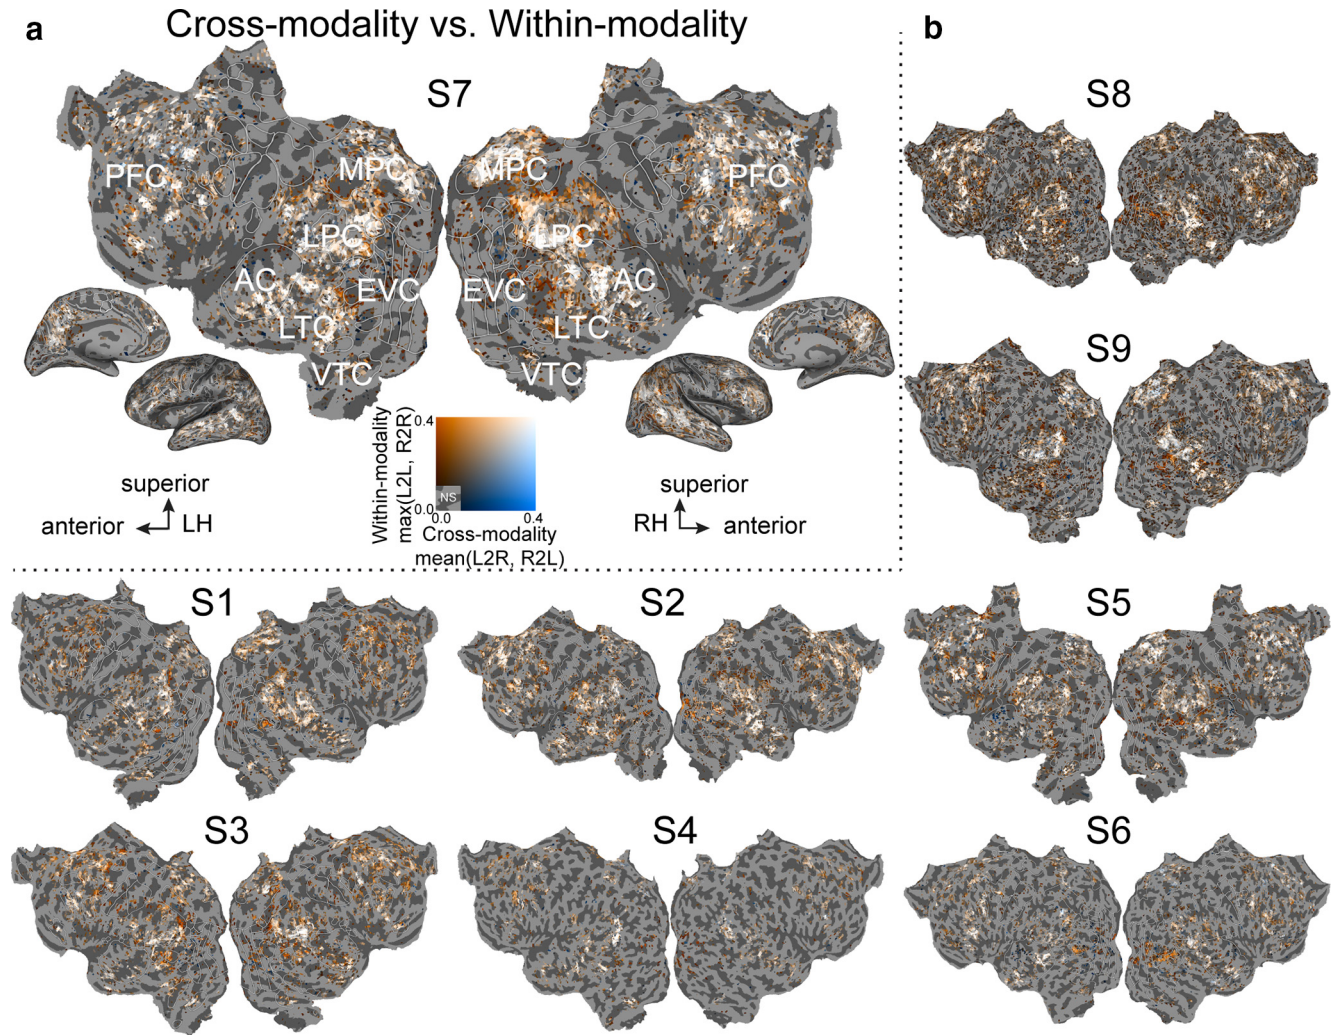 a
Cross-modality vs. Within-modality
b
S7
S8
PFC
MPC
MPC
PFC
LPC
LPC
AC
EVC
EVC
AC
LTC
LTC
VTC
VTC
S9
Within-modality
max(L2L, R2R)
0.4
NS
0.0
0.0
0.4
Cross-modality
mean(L2R, R2L)
superior
anterior
LH
superior
RH
anterior
S1
S2
S5
S3
S4
S6